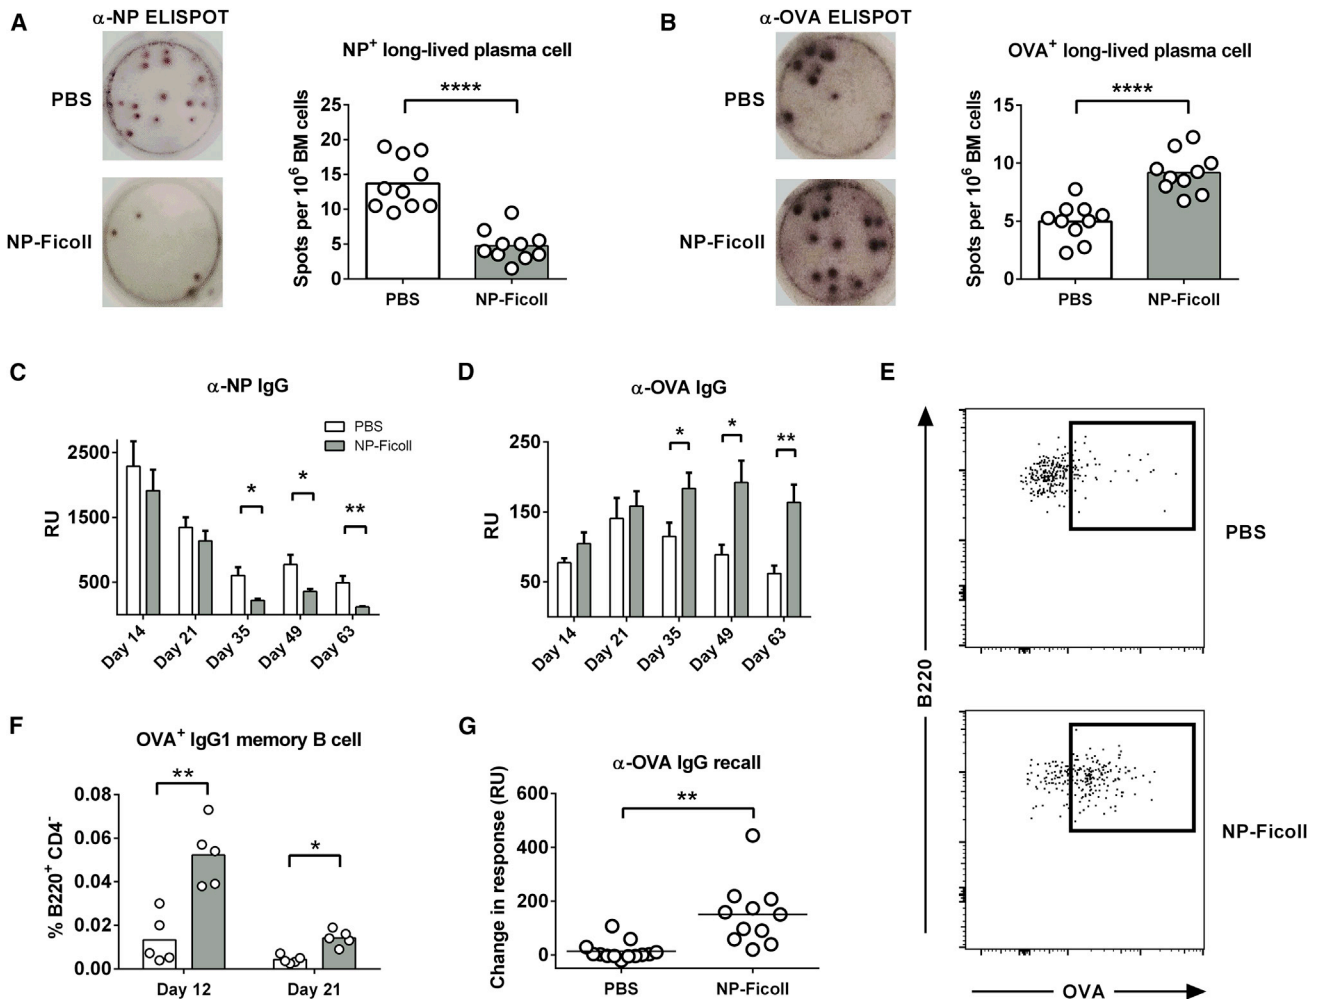 A
α-NP ELISPOT
PBS
NP-Ficoll
NP+ long-lived plasma cell
****
Spots per 10^6 BM cells
25
20
15
10
5
0
PBS
NP-Ficoll
B
α-OVA ELISPOT
PBS
NP-Ficoll
OVA+ long-lived plasma cell
****
Spots per 10^6 BM cells
15
10
5
0
PBS
NP-Ficoll
C
α-NP IgG
PBS
NP-Ficoll
RU
2500
1500
500
*
*
**
Day 14
Day 21
Day 35
Day 49
Day 63
D
α-OVA IgG
RU
250
150
50
*
*
**
Day 14
Day 21
Day 35
Day 49
Day 63
E
PBS
NP-Ficoll
B220
OVA
F
OVA+ IgG1 memory B cell
% B220+ CD4-
0.08
0.06
0.04
0.02
0.00
**
*
Day 12
Day 21
G
α-OVA IgG recall
Change in response (RU)
600
400
200
0
**
PBS
NP-Ficoll